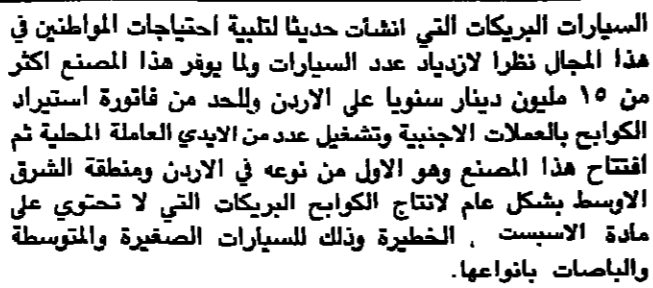 السيارات البريكات التي انشأت حديثا لتلبية احتياجات المواطنين في
هذا المجال نظرا لازدياد عدد السيارات ولما يوفر هذا المصنع اكثر
من ١٥ مليون دينار سنويا على الاردن وللحد من فاتورة استيراد
الكوابح بالعملات الاجنبية وتشغيل عدد من الايدي العاملة المحلية تم
افتتاح هذا المصنع وهو الاول من نوعه في الاردن ومنطقة الشرق
الاوسط بشكل عام لانتاج الكوابح البريكات التي لا تحتوي على
مادة الاسبست ، الخطيرة وذلك للسيارات الصغيرة والمتوسطة
والباصات بانواعها.